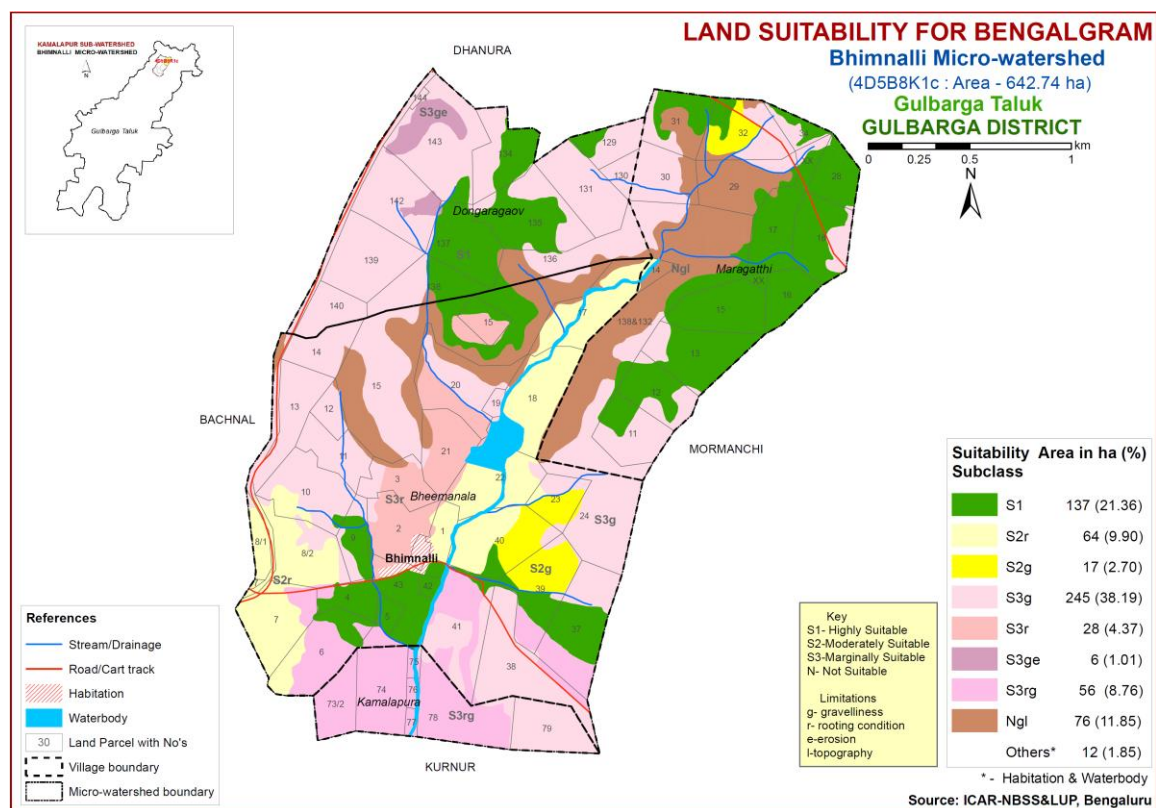 LAND SUITABILITY FOR BENGALGRAM
Bhimnalli Micro-watershed
(4D5B8K1c : Area - 642.74 ha)
Gulbarga Taluk
GULBARGA DISTRICT
km
0 0.25 0.5 1
N
KAMALAPUR SUB-WATERSHED
BHIMNALLI MICRO-WATERSHED
N
Gulbarga Taluk
DHANURA
144
S3ge
143
134
129
31
32
34
142
131
130
30
29
28
Dongaragaov
135
17
18
137
S1
139
136
14
Ngl
Maragatthi
XX
16
138
140
15
17
138&132
15
14
13
15
20
18
12
13
12
19
11
BACHNAL
MORMANCHI
11
21
3
22
10
S3r
Bheemanala
23
24
S3g
2
1
8/1
8/2
9
40
Bhimnalli
S2g
S2r
43
42
39
4
7
5
37
6
41
38
75
74
76
73/2
Kamalapura
77
78
S3rg
79
KURNUR
References
Stream/Drainage
Road/Cart track
Habitation
Waterbody
30 Land Parcel with No's
Village boundary
Micro-watershed boundary
Key
S1- Highly Suitable
S2-Moderately Suitable
S3-Marginally Suitable
N- Not Suitable
Limitations
g- gravelliness
r- rooting condition
e-erosion
l-topography
Suitability Area in ha (%)
Subclass
S1 137 (21.36)
S2r 64 (9.90)
S2g 17 (2.70)
S3g 245 (38.19)
S3r 28 (4.37)
S3ge 6 (1.01)
S3rg 56 (8.76)
Ngl 76 (11.85)
Others* 12 (1.85)
* - Habitation & Waterbody
Source: ICAR-NBSS&LUP, Bengaluru